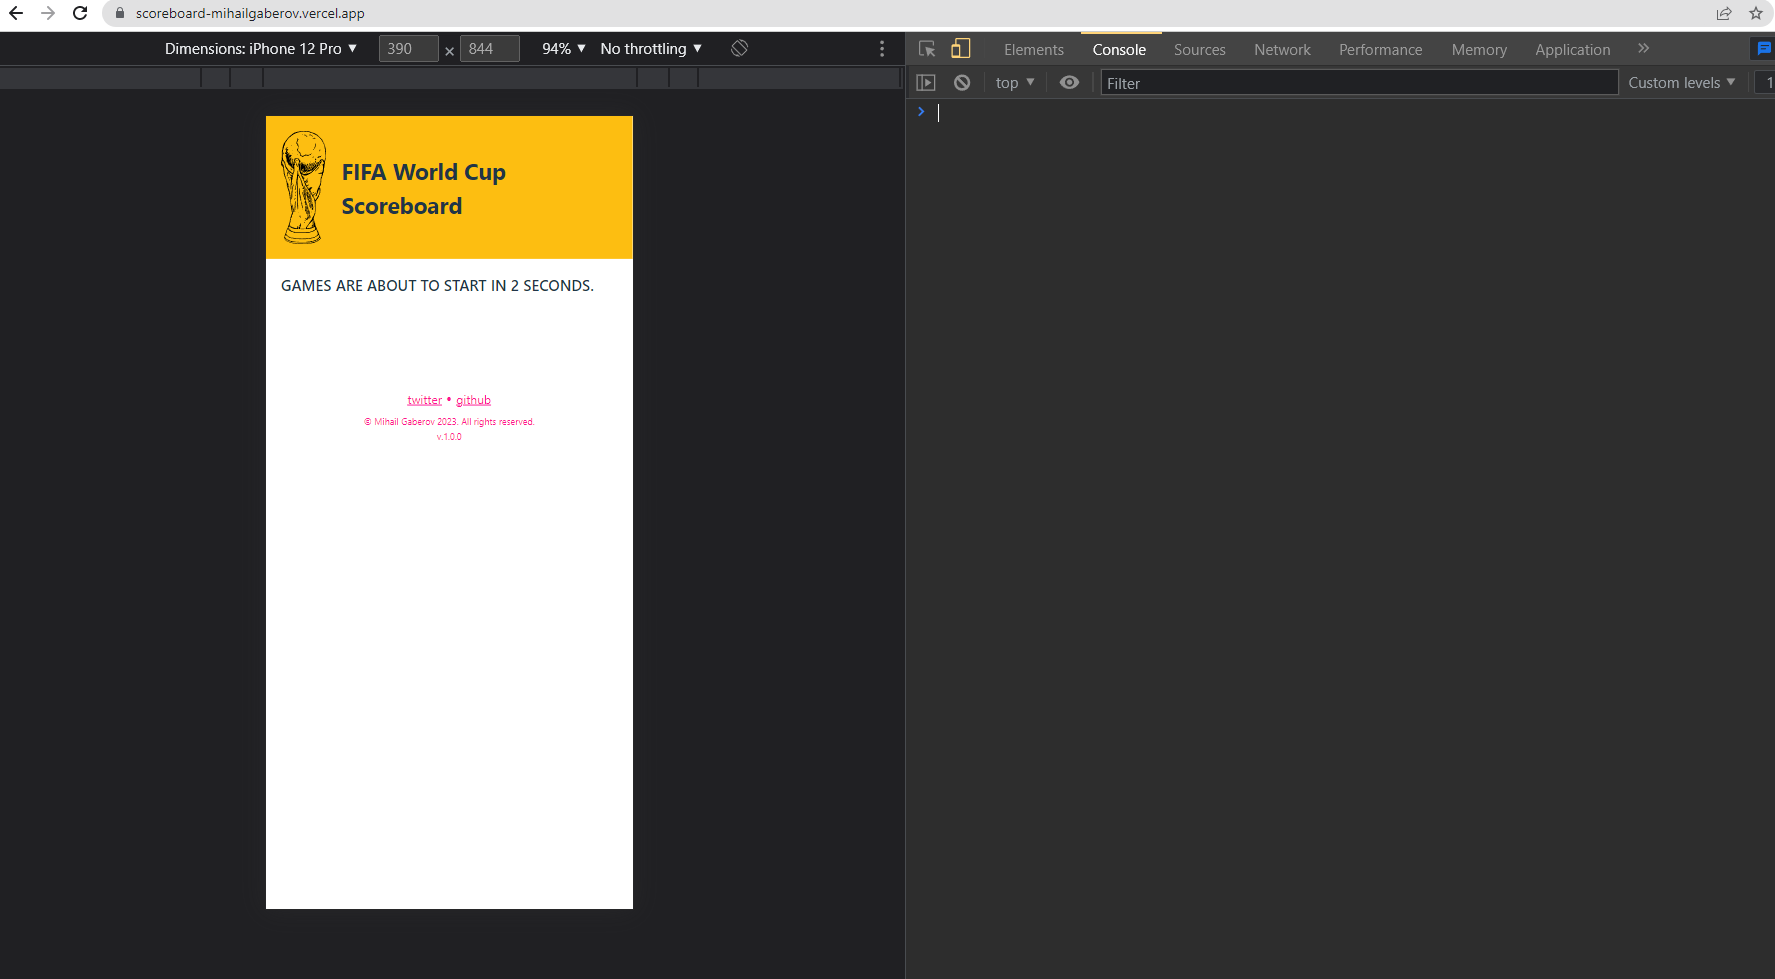 scoreboard-mihailgaberov.vercel.app
Dimensions: iPhone 12 Pro 390 × 844 94% No throttling
Elements Console Sources Network Performance Memory Application
top Filter Custom levels 1
FIFA World Cup
Scoreboard
GAMES ARE ABOUT TO START IN 2 SECONDS.
twitter • github
© Mihail Gaberov 2023. All rights reserved.
v.1.0.0